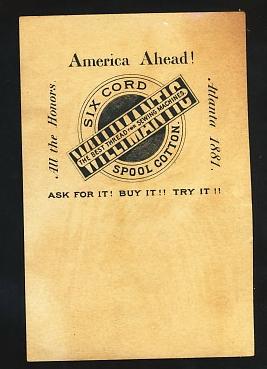 America Ahead!
All the Honors.
Atlanta 1881.
SIX CORD
WILLIMANTIC
THE BEST THREAD FOR SEWING MACHINES
WILLIMANTIC
SPOOL COTTON.
ASK FOR IT! BUY IT!! TRY IT!!